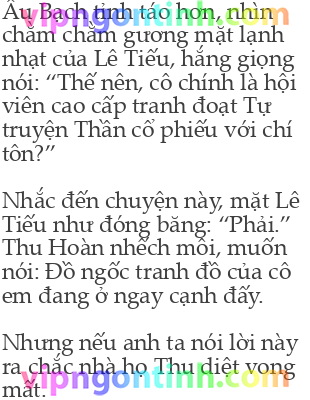 Âu Bạch tỉnh táo hơn, nhìn
vipngontinh.com
chằm chằm gương mặt lạnh
nhạt của Lê Tiếu, hắng giọng
nói: “Thế nên, cô chính là hội
viên cao cấp tranh đoạt Tự
truyện Thần cổ phiếu với chí
tôn?”
Nhắc đến chuyện này, mặt Lê
Tiếu như đóng băng: “Phải.”
Thu Hoàn nhếch môi, muốn
nói: Đồ ngốc tranh đồ của cô
em đang ở ngay cạnh đấy.
Nhưng nếu anh ta nói lời này
ra chắc nhà họ Thu diệt vong
vipngontinh.com
mất.